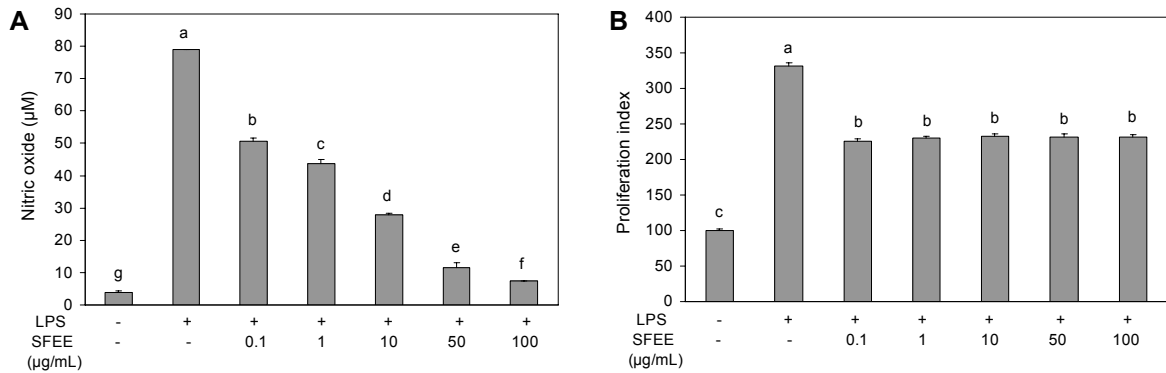 A
Nitric oxide (µM)
90
80
70
60
50
40
30
20
10
0
g
a
b
c
d
e
f
LPS - + + + + + +
SFEE - - 0.1 1 10 50 100
(µg/mL)
B
Proliferation index
400
350
300
250
200
150
100
50
0
c
a
b
b
b
b
b
LPS - + + + + + +
SFEE - - 0.1 1 10 50 100
(µg/mL)